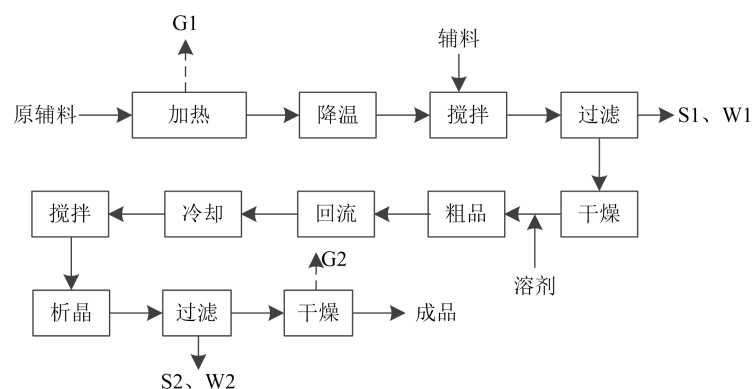 G1
辅料
原辅料 加热 降温 搅拌 过滤 S1、W1
搅拌 冷却 回流 粗品 干燥
G2
溶剂
析晶 过滤 干燥 成品
S2、W2